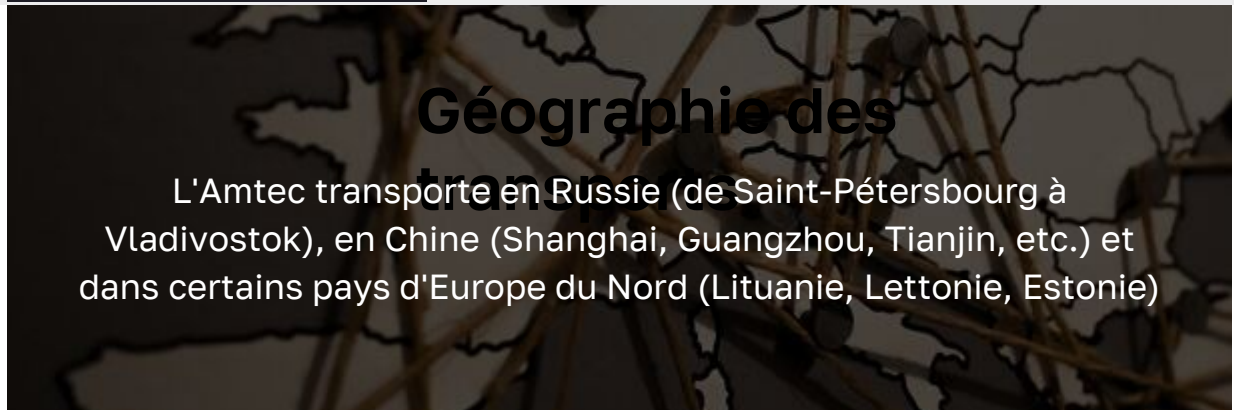 Géographie des
transports
L'Amtec transporte en Russie (de Saint-Pétersbourg à
Vladivostok), en Chine (Shanghai, Guangzhou, Tianjin, etc.) et
dans certains pays d'Europe du Nord (Lituanie, Lettonie, Estonie)